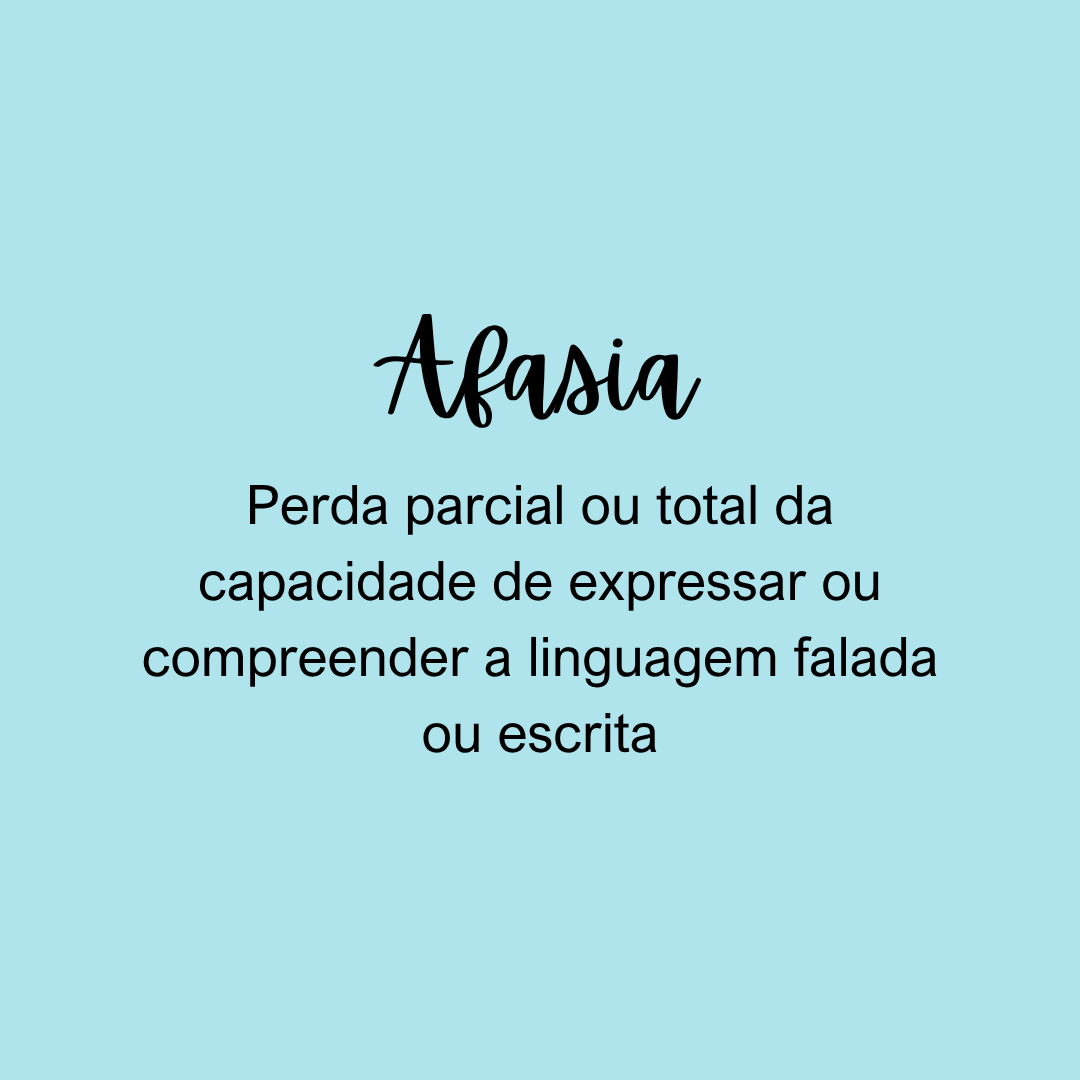 Afasia
Perda parcial ou total da
capacidade de expressar ou
compreender a linguagem falada
ou escrita